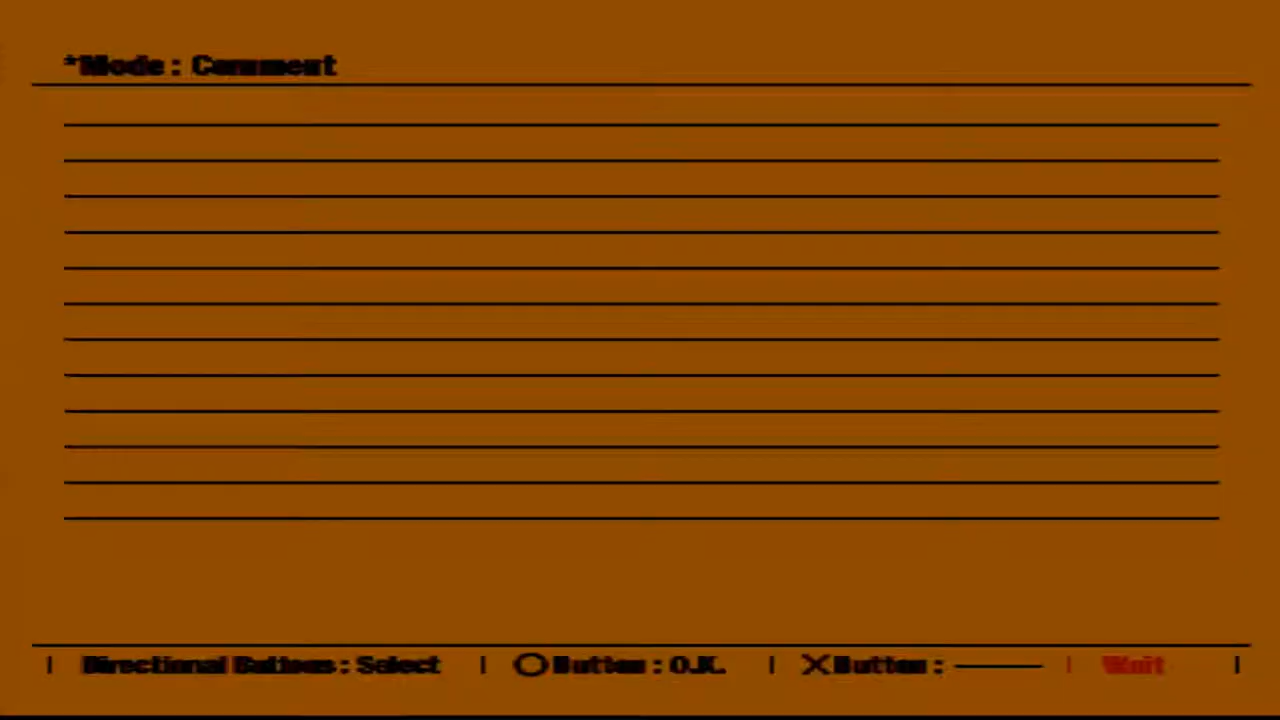 *Mode : Comment
Directional Buttons : Select | ○ Button : O.K. | ✕ Button : —— | Wait |